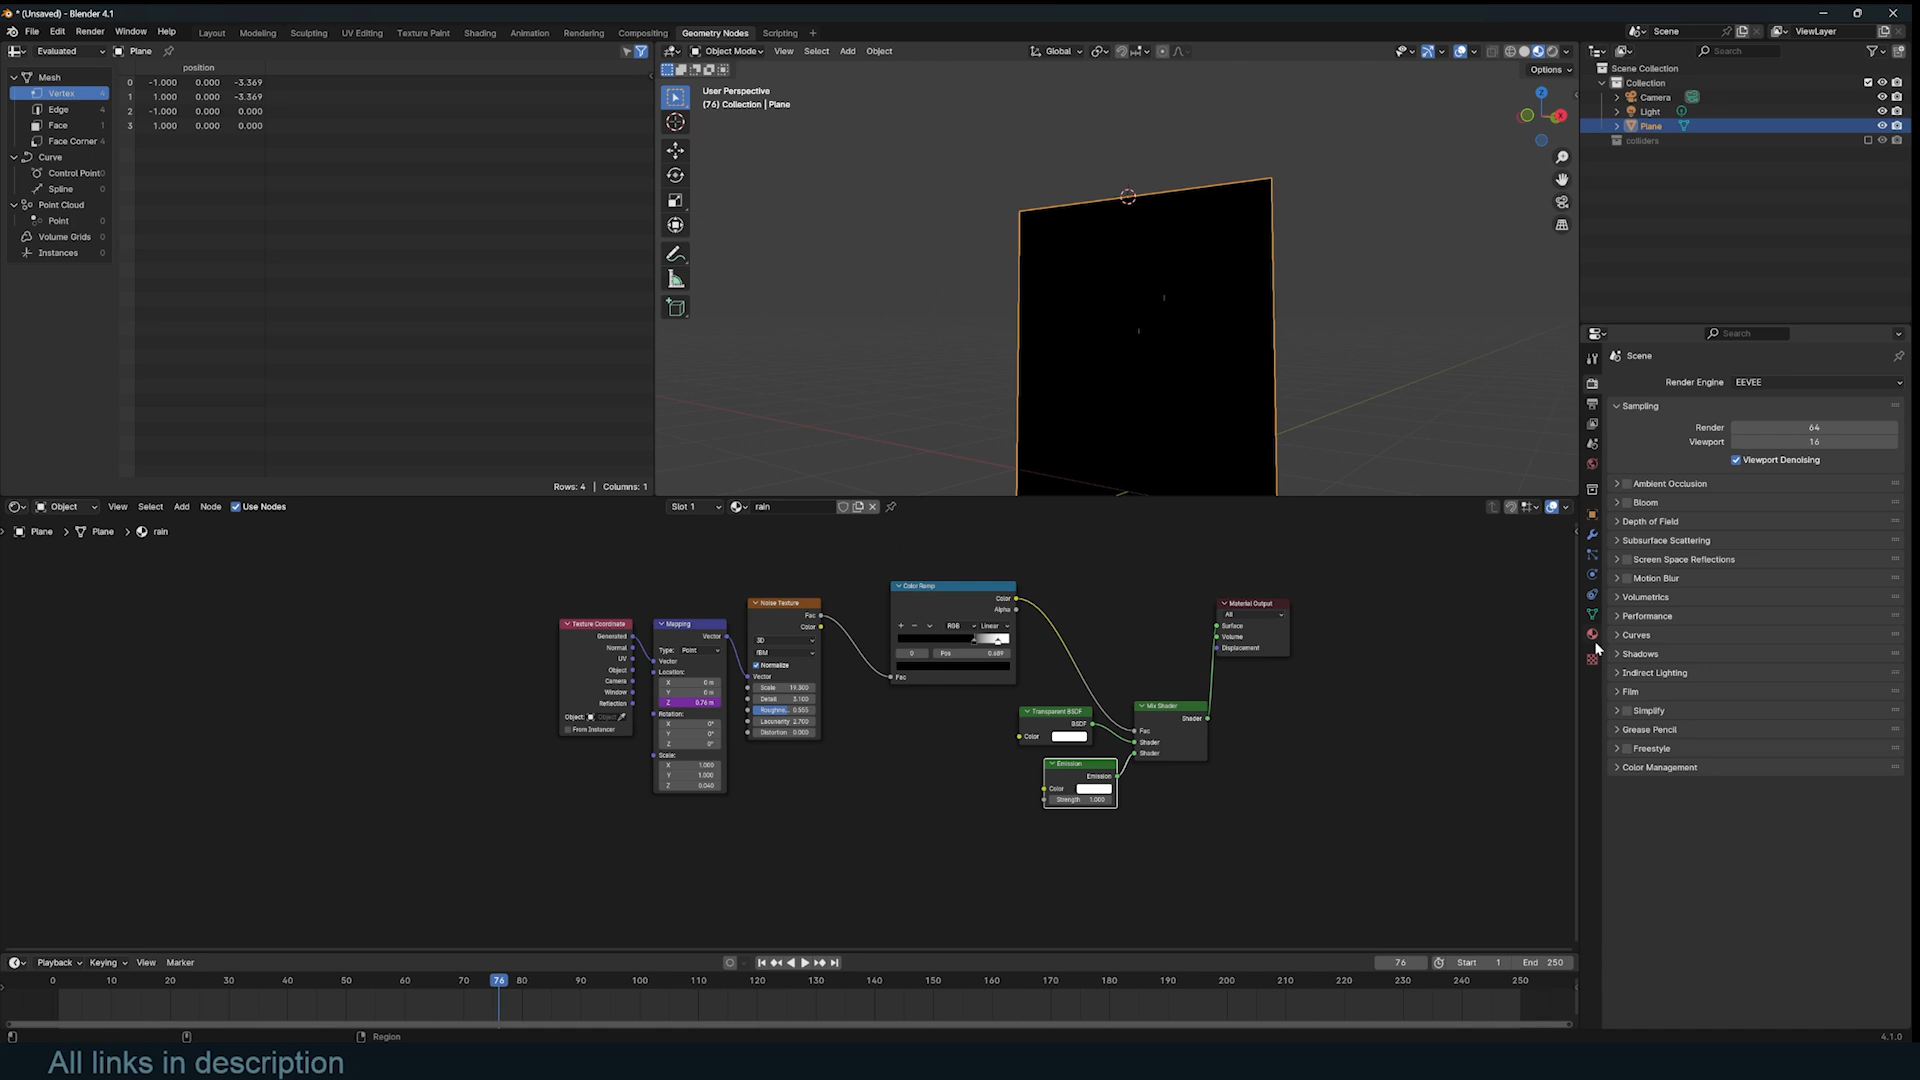 * (Unsaved) - Blender 4.1
File Edit Render Window Help
Layout Modeling Sculpting UV Editing Texture Paint Shading Animation Rendering Compositing Geometry Nodes Scripting +
Scene
ViewLayer
Evaluated
Plane
position
0 -1.000 0.000 -3.369
1 1.000 0.000 -3.369
2 -1.000 0.000 0.000
3 1.000 0.000 0.000
Mesh
Vertex 4
Edge 4
Face 1
Face Corner 4
Curve
Control Point 0
Spline 0
Point Cloud
Point 0
Volume Grids 0
Instances 0
Rows: 4 | Columns: 1
Object Mode View Select Add Object
Global
Options
User Perspective
(76) Collection | Plane
Z
X
Search
Scene Collection
Collection
Camera
Light
Plane
colliders
Search
Scene
Render Engine EEVEE
Sampling
Render 64
Viewport 16
Viewport Denoising
Ambient Occlusion
Bloom
Depth of Field
Subsurface Scattering
Screen Space Reflections
Motion Blur
Volumetrics
Performance
Curves
Shadows
Indirect Lighting
Film
Simplify
Grease Pencil
Freestyle
Color Management
Object View Select Add Node Use Nodes
Slot 1
rain
Plane > Plane > rain
Texture Coordinate
Generated
Normal
UV
Object
Camera
Window
Reflection
Object: Object
From Instancer
Mapping
Vector
Type: Point
Vector
Location:
X 0 m
Y 0 m
Z 0.76 m
Rotation:
X 0°
Y 0°
Z 0°
Scale:
X 1.000
Y 1.000
Z 0.040
Noise Texture
Fac
Color
3D
fBM
Normalize
Vector
Scale 19.300
Detail 3.100
Roughne.. 0.555
Lacunarity 2.700
Distortion 0.000
Color Ramp
Color
Alpha
+ − RGB Linear
0 Pos 0.689
Fac
Transparent BSDF
BSDF
Color
Emission
Emission
Color
Strength 1.000
Mix Shader
Shader
Fac
Shader
Shader
Material Output
All
Surface
Volume
Displacement
Playback Keying View Marker
76
Start 1
End 250
0 10 20 30 40 50 60 70 76 80 90 100 110 120 130 140 150 160 170 180 190 200 210 220 230 240 250
Region
4.1.0
All links in description